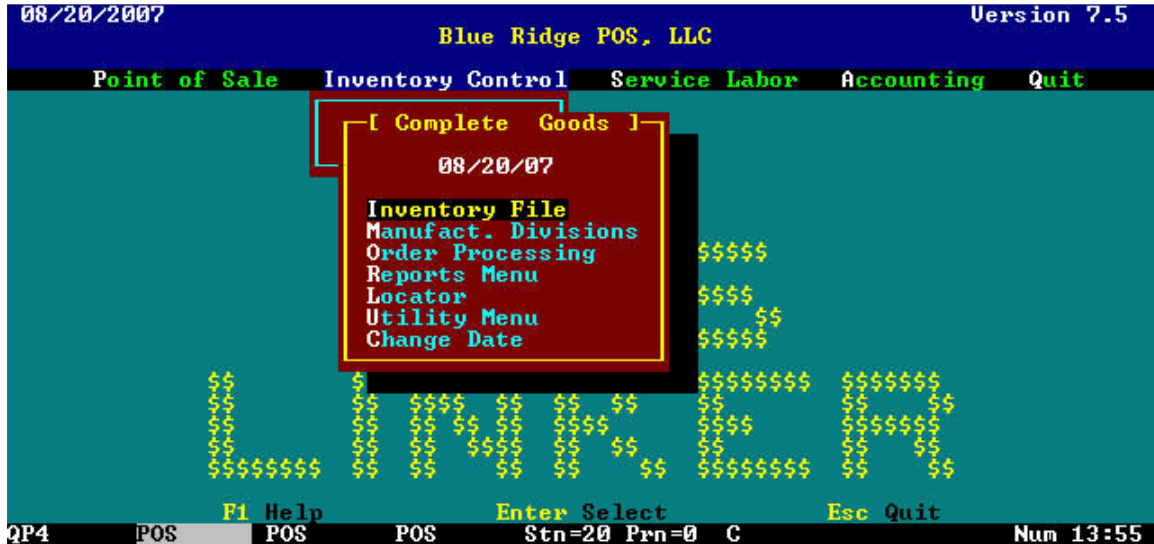 08/20/2007 Version 7.5
Blue Ridge POS, LLC
Point of Sale Inventory Control Service Labor Accounting Quit
[ Complete Goods ]
08/20/07
Inventory File
Manufact. Divisions
Order Processing
Reports Menu
Locator
Utility Menu
Change Date
LINKER
F1 Help Enter Select Esc Quit
QP4 POS POS POS Stn=20 Prn=0 C Num 13:55